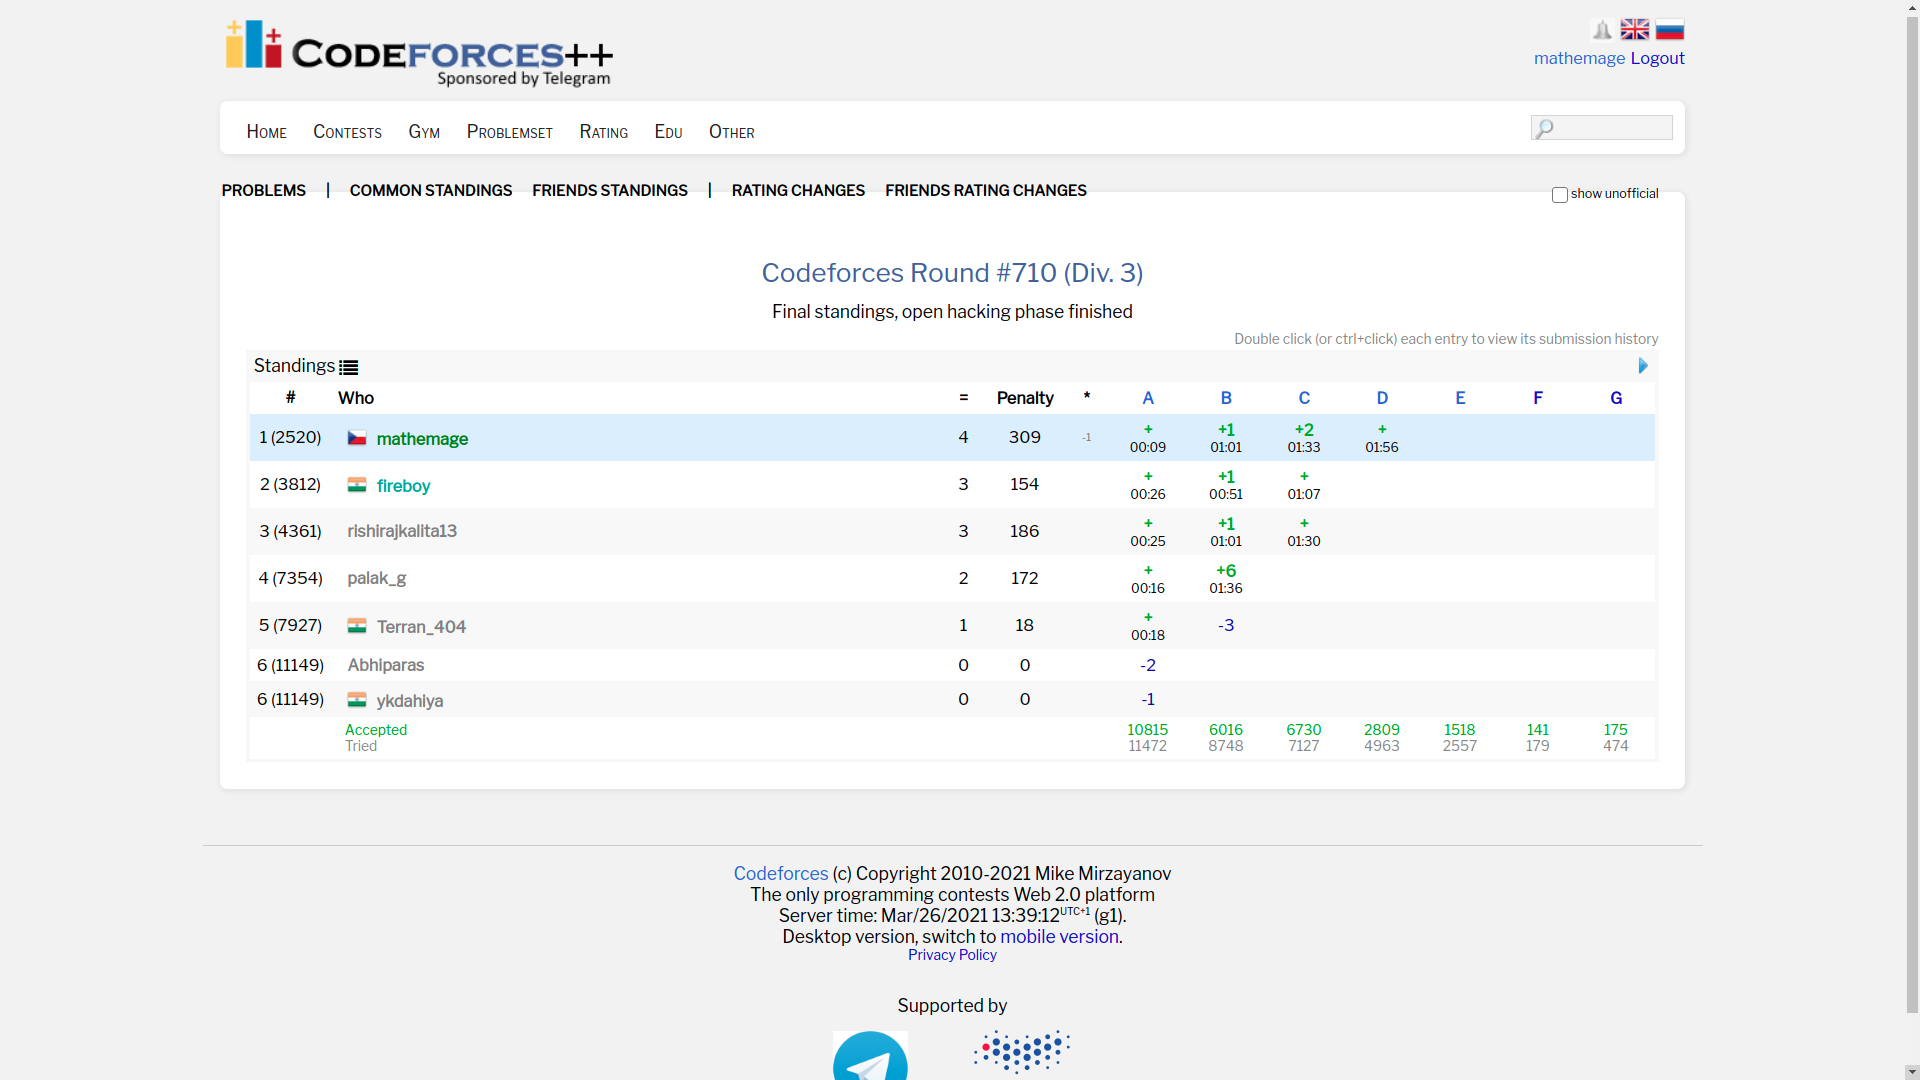 CODEFORCES++
Sponsored by Telegram
mathemage Logout
Home Contests Gym Problemset Rating Edu Other
PROBLEMS | COMMON STANDINGS FRIENDS STANDINGS | RATING CHANGES FRIENDS RATING CHANGES
show unofficial
Codeforces Round #710 (Div. 3)
Final standings, open hacking phase finished
Double click (or ctrl+click) each entry to view its submission history
Standings
# Who = Penalty * A B C D E F G
1 (2520) mathemage 4 309 -1 + 00:09 +1 01:01 +2 01:33 + 01:56
2 (3812) fireboy 3 154 + 00:26 +1 00:51 + 01:07
3 (4361) rishirajkalita13 3 186 + 00:25 +1 01:01 + 01:30
4 (7354) palak_g 2 172 + 00:16 +6 01:36
5 (7927) Terran_404 1 18 + 00:18 -3
6 (11149) Abhiparas 0 0 -2
6 (11149) ykdahiya 0 0 -1
Accepted 10815 6016 6730 2809 1518 141 175
Tried 11472 8748 7127 4963 2557 179 474
Codeforces (c) Copyright 2010-2021 Mike Mirzayanov
The only programming contests Web 2.0 platform
Server time: Mar/26/2021 13:39:12 UTC+1 (g1).
Desktop version, switch to mobile version.
Privacy Policy
Supported by